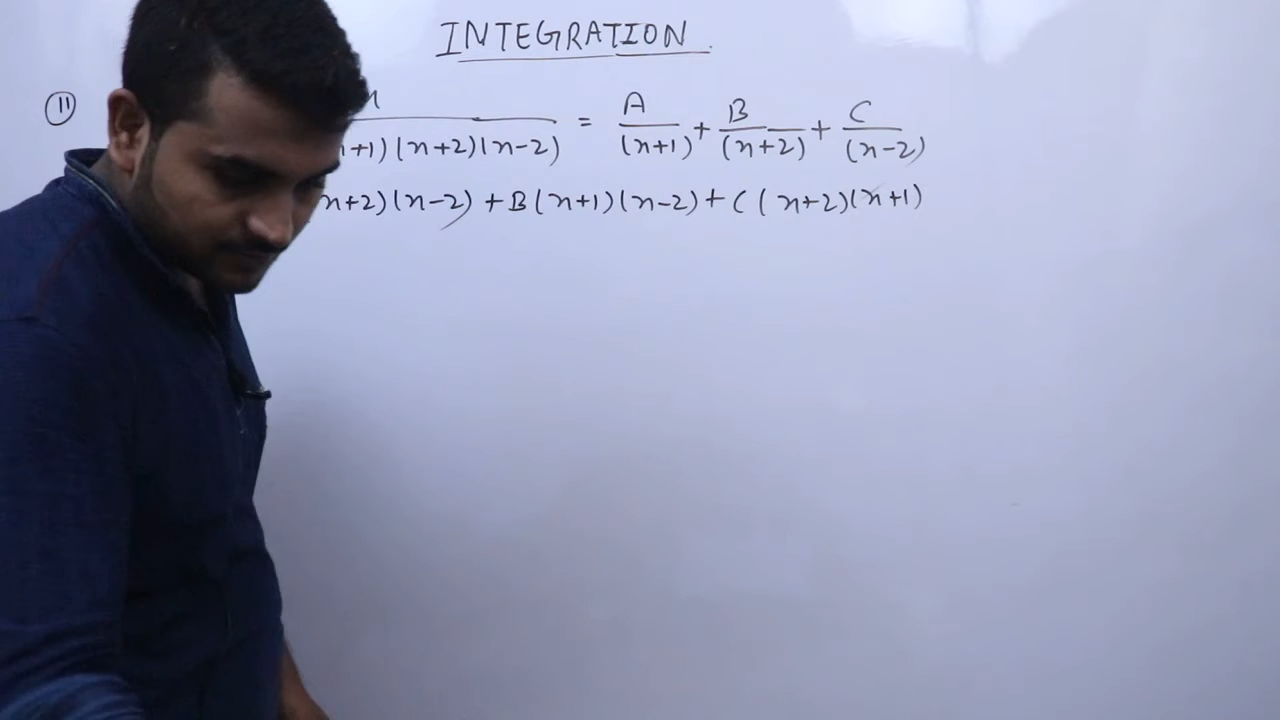 INTEGRATION
11 x / +1)(x+2)(x-2) = A/(x+1) + B/(x+2) + C/(x-2)
x+2)(x-2) + B(x+1)(x-2) + C((x+2)(x+1)